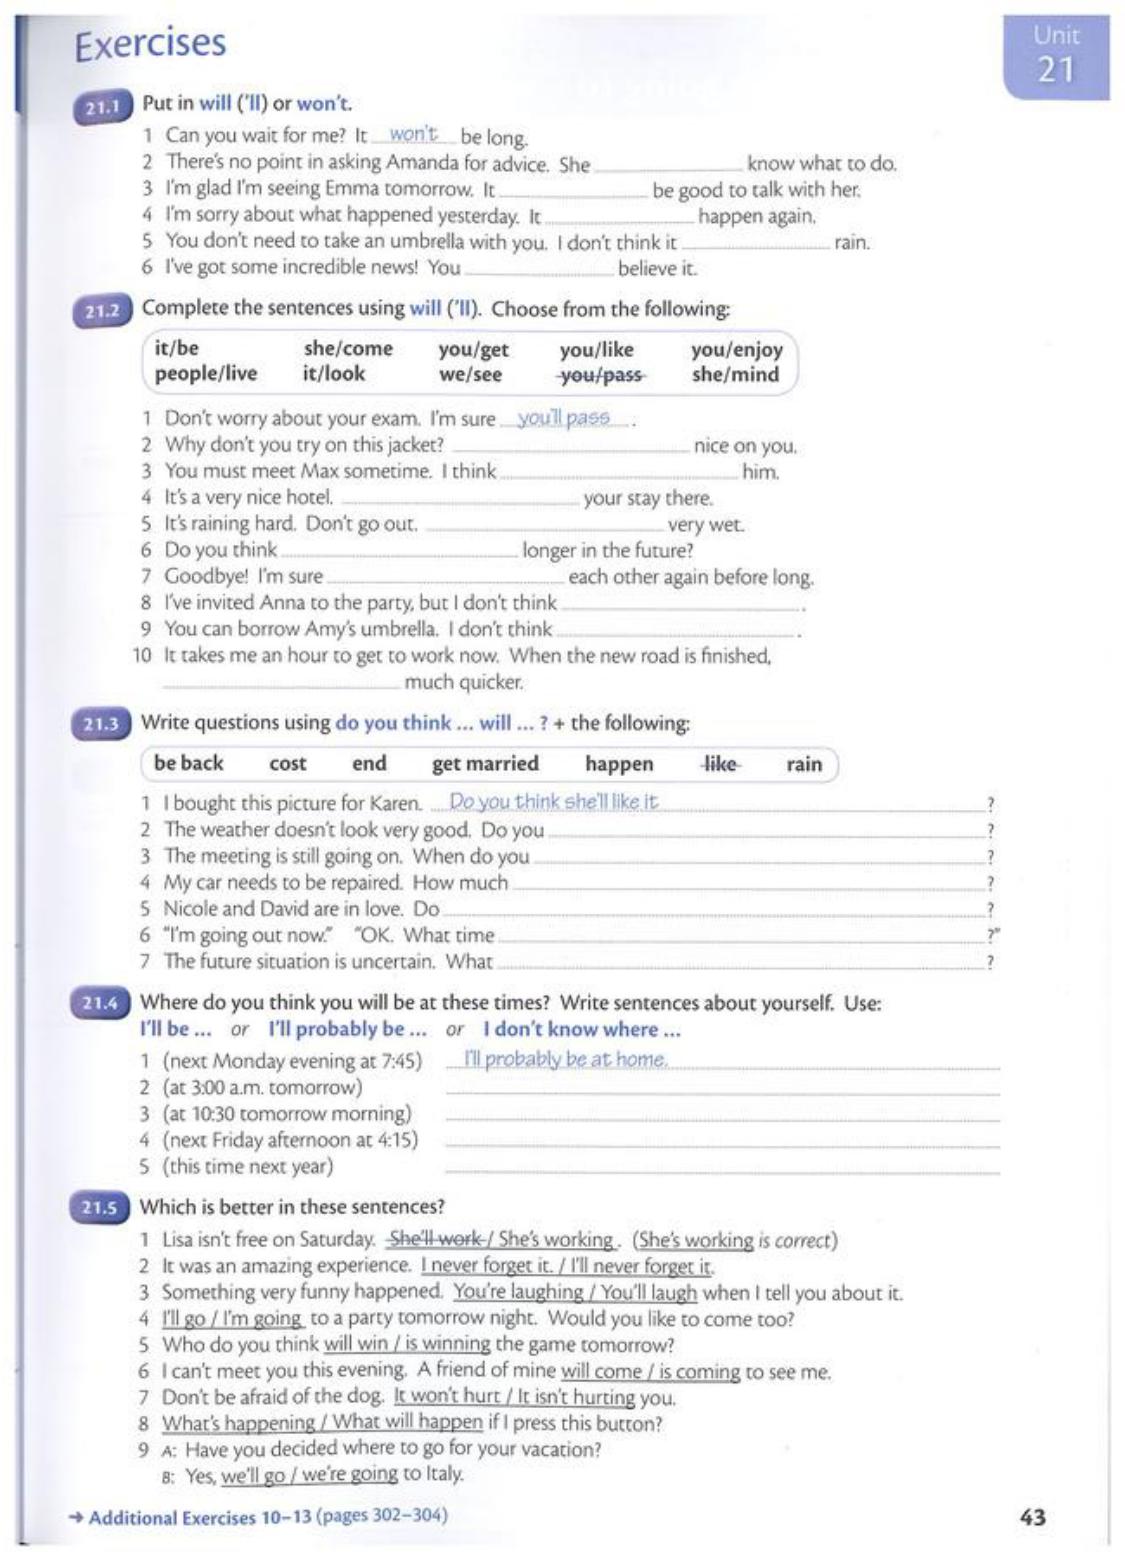 Exercises
Unit
21
21.1 Put in will ('ll) or won't.
1 Can you wait for me? It won't be long.
2 There's no point in asking Amanda for advice. She ______ know what to do.
3 I'm glad I'm seeing Emma tomorrow. It ______ be good to talk with her.
4 I'm sorry about what happened yesterday. It ______ happen again.
5 You don't need to take an umbrella with you. I don't think it ______ rain.
6 I've got some incredible news! You ______ believe it.
21.2 Complete the sentences using will ('ll). Choose from the following:
it/be she/come you/get you/like you/enjoy
people/live it/look we/see you/pass she/mind
1 Don't worry about your exam. I'm sure you'll pass .
2 Why don't you try on this jacket? ______ nice on you.
3 You must meet Max sometime. I think ______ him.
4 It's a very nice hotel. ______ your stay there.
5 It's raining hard. Don't go out. ______ very wet.
6 Do you think ______ longer in the future?
7 Goodbye! I'm sure ______ each other again before long.
8 I've invited Anna to the party, but I don't think ______ .
9 You can borrow Amy's umbrella. I don't think ______ .
10 It takes me an hour to get to work now. When the new road is finished,
______ much quicker.
21.3 Write questions using do you think ... will ... ? + the following:
be back cost end get married happen like rain
1 I bought this picture for Karen. Do you think she'll like it ?
2 The weather doesn't look very good. Do you ______ ?
3 The meeting is still going on. When do you ______ ?
4 My car needs to be repaired. How much ______ ?
5 Nicole and David are in love. Do ______ ?
6 "I'm going out now." "OK. What time ______ ?"
7 The future situation is uncertain. What ______ ?
21.4 Where do you think you will be at these times? Write sentences about yourself. Use:
I'll be ... or I'll probably be ... or I don't know where ...
1 (next Monday evening at 7:45) I'll probably be at home.
2 (at 3:00 a.m. tomorrow) ______
3 (at 10:30 tomorrow morning) ______
4 (next Friday afternoon at 4:15) ______
5 (this time next year) ______
21.5 Which is better in these sentences?
1 Lisa isn't free on Saturday. She'll work / She's working . (She's working is correct)
2 It was an amazing experience. I never forget it. / I'll never forget it.
3 Something very funny happened. You're laughing / You'll laugh when I tell you about it.
4 I'll go / I'm going to a party tomorrow night. Would you like to come too?
5 Who do you think will win / is winning the game tomorrow?
6 I can't meet you this evening. A friend of mine will come / is coming to see me.
7 Don't be afraid of the dog. It won't hurt / It isn't hurting you.
8 What's happening / What will happen if I press this button?
9 A: Have you decided where to go for your vacation?
B: Yes, we'll go / we're going to Italy.
→ Additional Exercises 10–13 (pages 302–304)
43